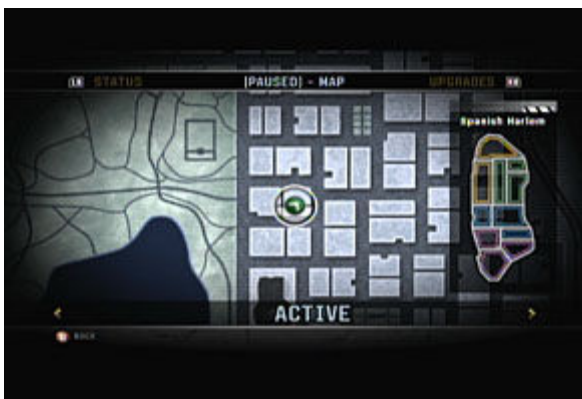 STATUS
[PAUSED] - MAP
UPGRADES
Spanish Harlem
ACTIVE
BACK